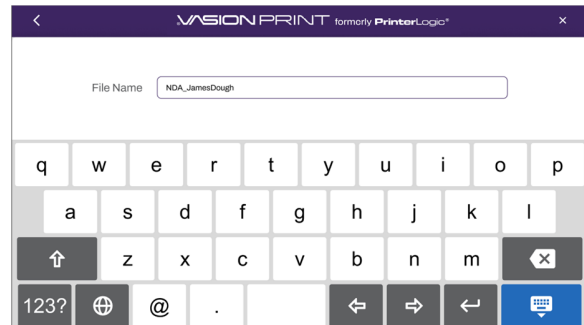 VASION PRINT formerly PrinterLogic®
File Name NDA_JamesDough
q w e r t y u i o p
a s d f g h j k l
z x c v b n m
123? @ .